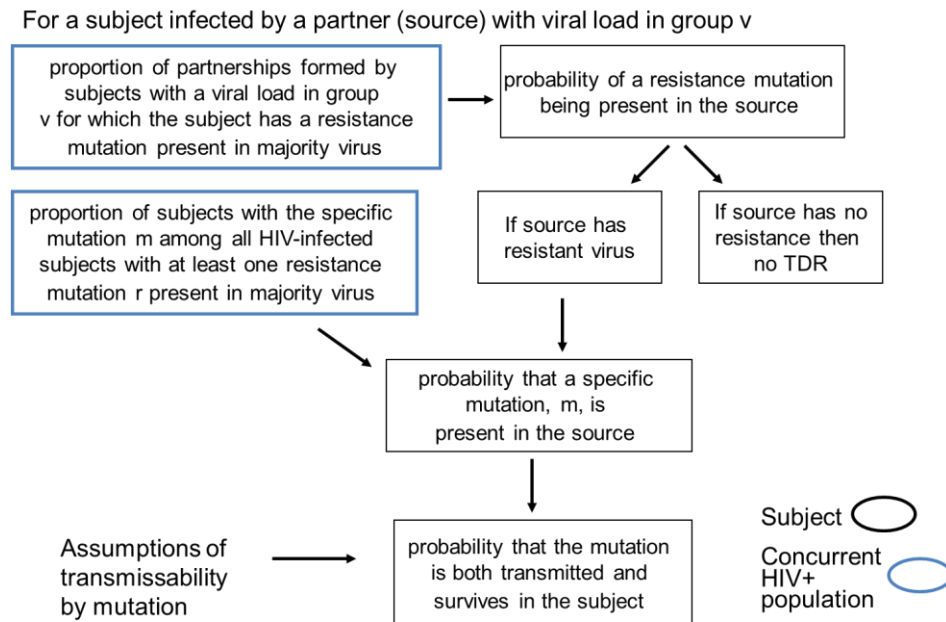 For a subject infected by a partner (source) with viral load in group v
proportion of partnerships formed by
subjects with a viral load in group
v for which the subject has a resistance
mutation present in majority virus
probability of a resistance mutation
being present in the source
proportion of subjects with the specific
mutation m among all HIV-infected
subjects with at least one resistance
mutation r present in majority virus
If source has
resistant virus
If source has no
resistance then
no TDR
probability that a specific
mutation, m, is
present in the source
Assumptions of
transmissability
by mutation
probability that the mutation
is both transmitted and
survives in the subject
Subject
Concurrent
HIV+
population